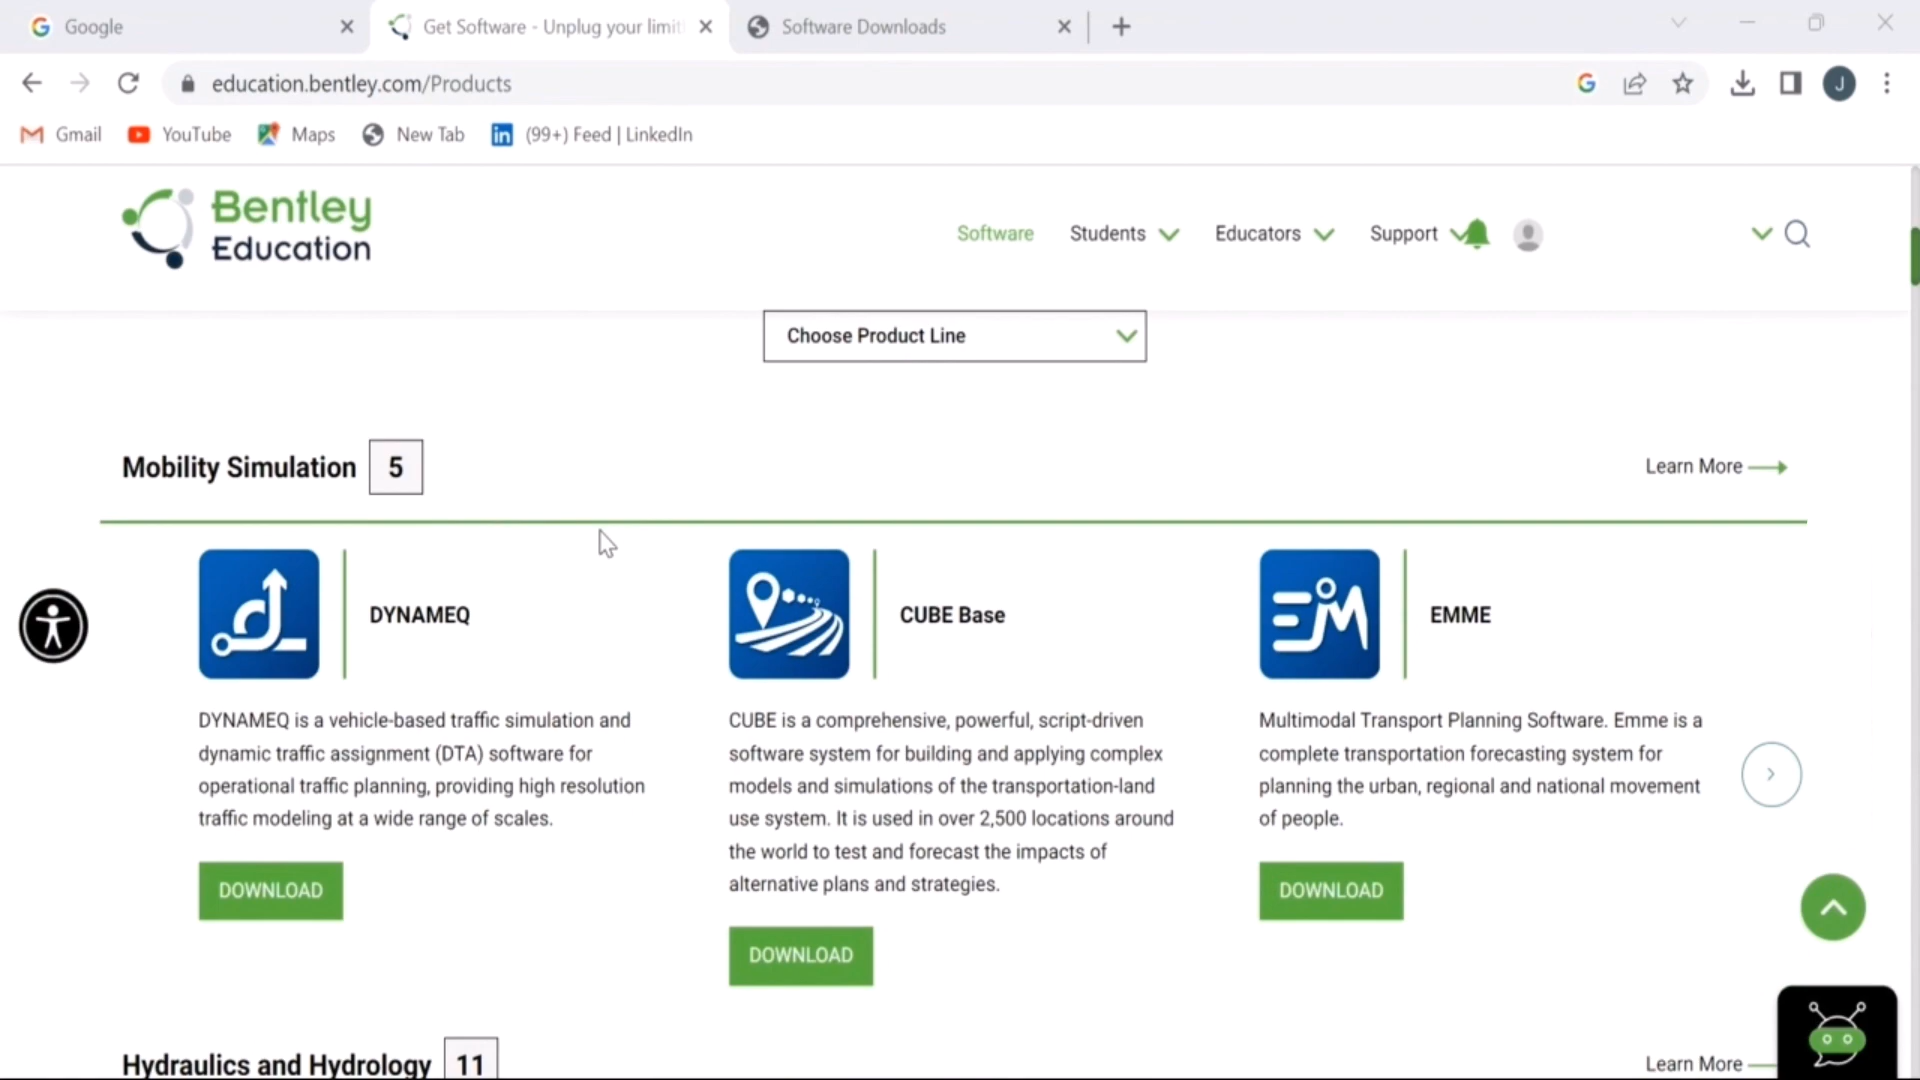 Google
Get Software - Unplug your limit
Software Downloads
education.bentley.com/Products
J
Gmail
YouTube
Maps
New Tab
(99+) Feed | LinkedIn
Bentley
Education
Software
Students
Educators
Support
Choose Product Line
Mobility Simulation 5
Learn More
DYNAMEQ
DYNAMEQ is a vehicle-based traffic simulation and
dynamic traffic assignment (DTA) software for
operational traffic planning, providing high resolution
traffic modeling at a wide range of scales.
DOWNLOAD
CUBE Base
CUBE is a comprehensive, powerful, script-driven
software system for building and applying complex
models and simulations of the transportation-land
use system. It is used in over 2,500 locations around
the world to test and forecast the impacts of
alternative plans and strategies.
DOWNLOAD
EMME
Multimodal Transport Planning Software. Emme is a
complete transportation forecasting system for
planning the urban, regional and national movement
of people.
DOWNLOAD
Hydraulics and Hydrology 11
Learn More